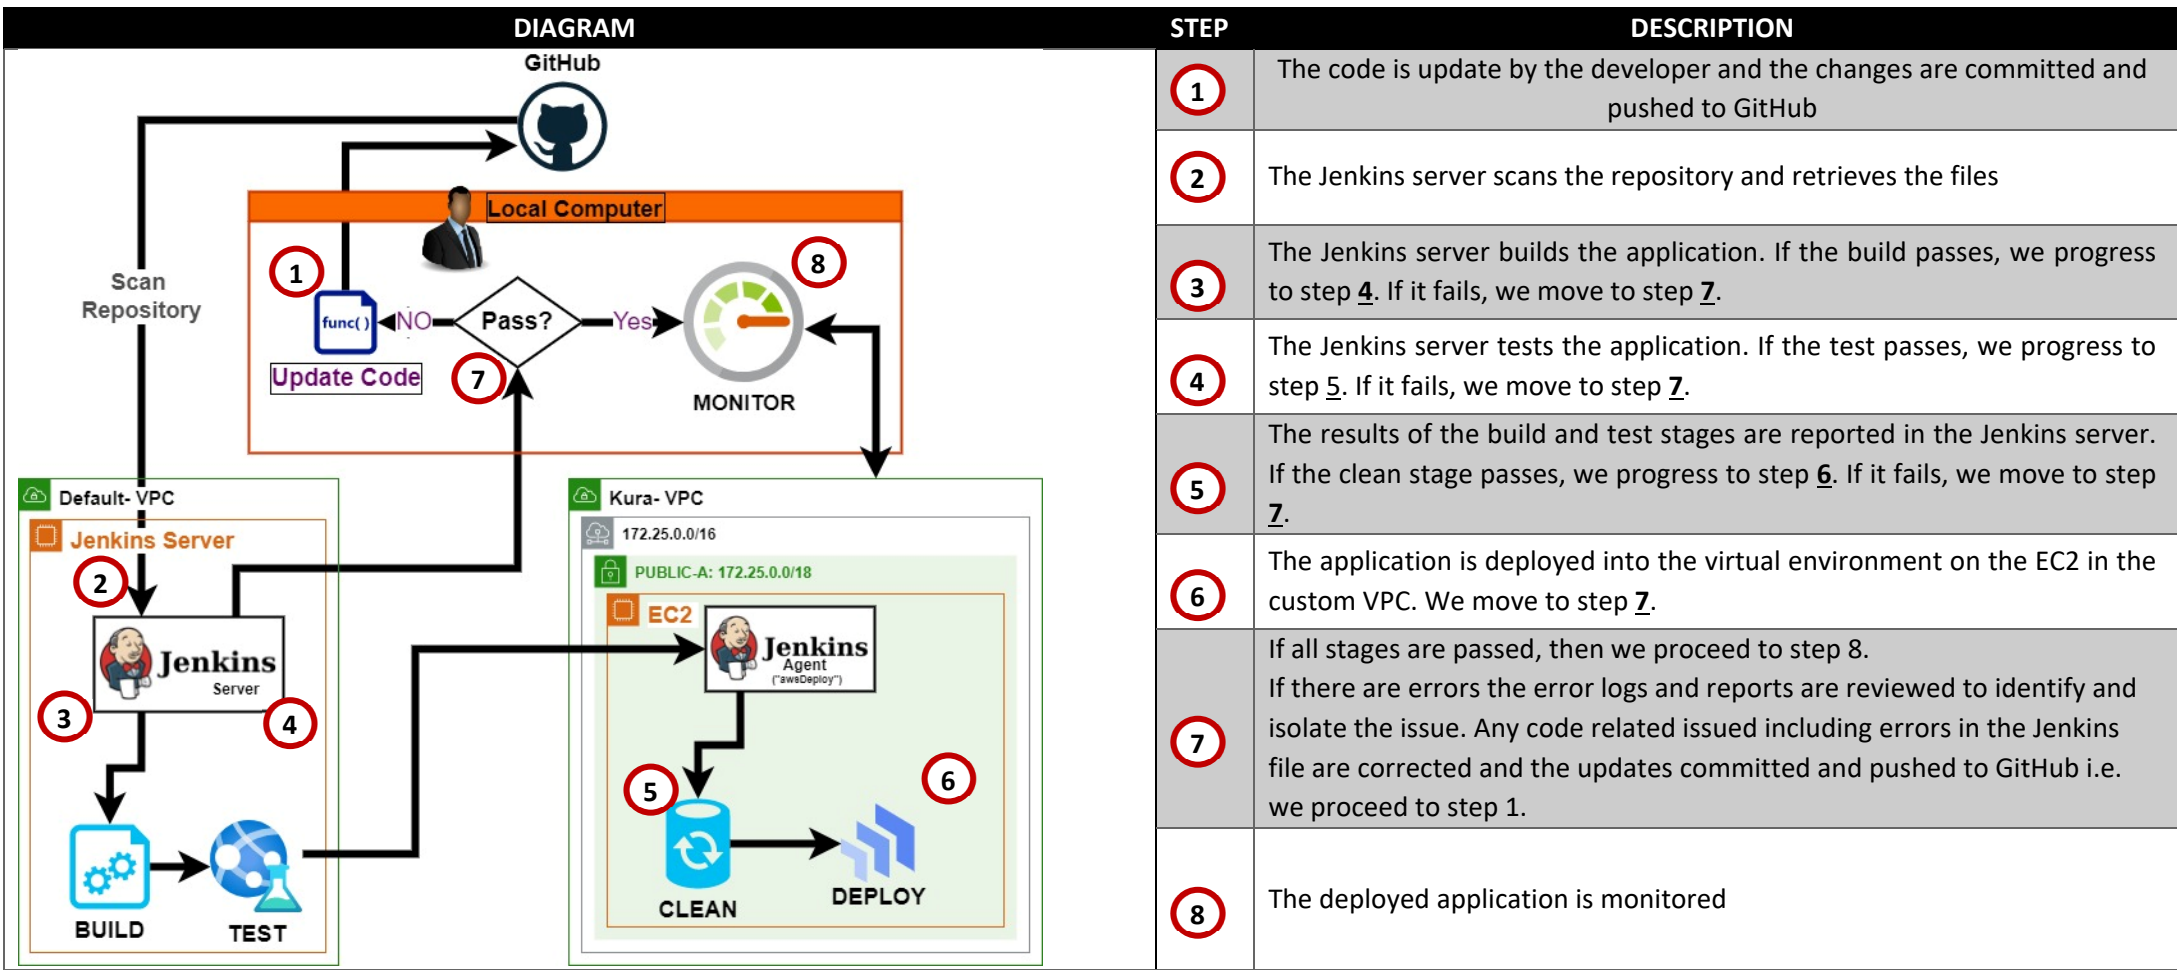 DIAGRAM
STEP
DESCRIPTION
GitHub
Local Computer
1
8
Scan
Repository
func()
NO
Pass?
Yes
Update Code
7
MONITOR
Default- VPC
Jenkins Server
2
Jenkins
Server
3
4
BUILD
TEST
Kura- VPC
172.25.0.0/16
PUBLIC-A: 172.25.0.0/18
EC2
Jenkins
Agent
("awsDeploy")
5
6
CLEAN
DEPLOY
1
The code is update by the developer and the changes are committed and
pushed to GitHub
2
The Jenkins server scans the repository and retrieves the files
3
The Jenkins server builds the application. If the build passes, we progress
to step 4. If it fails, we move to step 7.
4
The Jenkins server tests the application. If the test passes, we progress to
step 5. If it fails, we move to step 7.
5
The results of the build and test stages are reported in the Jenkins server.
If the clean stage passes, we progress to step 6. If it fails, we move to step
7.
6
The application is deployed into the virtual environment on the EC2 in the
custom VPC. We move to step 7.
7
If all stages are passed, then we proceed to step 8.
If there are errors the error logs and reports are reviewed to identify and
isolate the issue. Any code related issued including errors in the Jenkins
file are corrected and the updates committed and pushed to GitHub i.e.
we proceed to step 1.
8
The deployed application is monitored